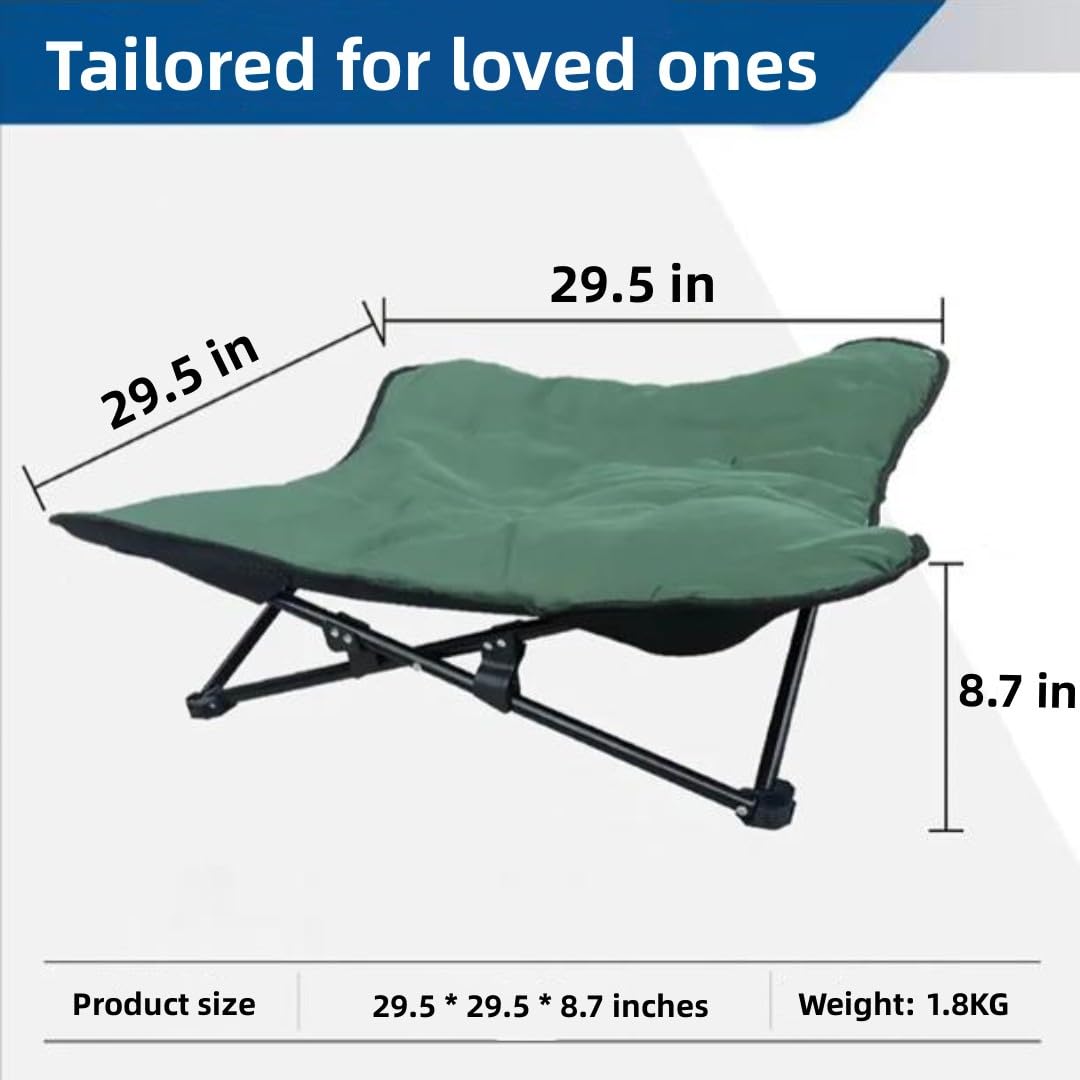 Tailored for loved ones
29.5 in
29.5 in
8.7 in
Product size
29.5 * 29.5 * 8.7 inches
Weight: 1.8KG